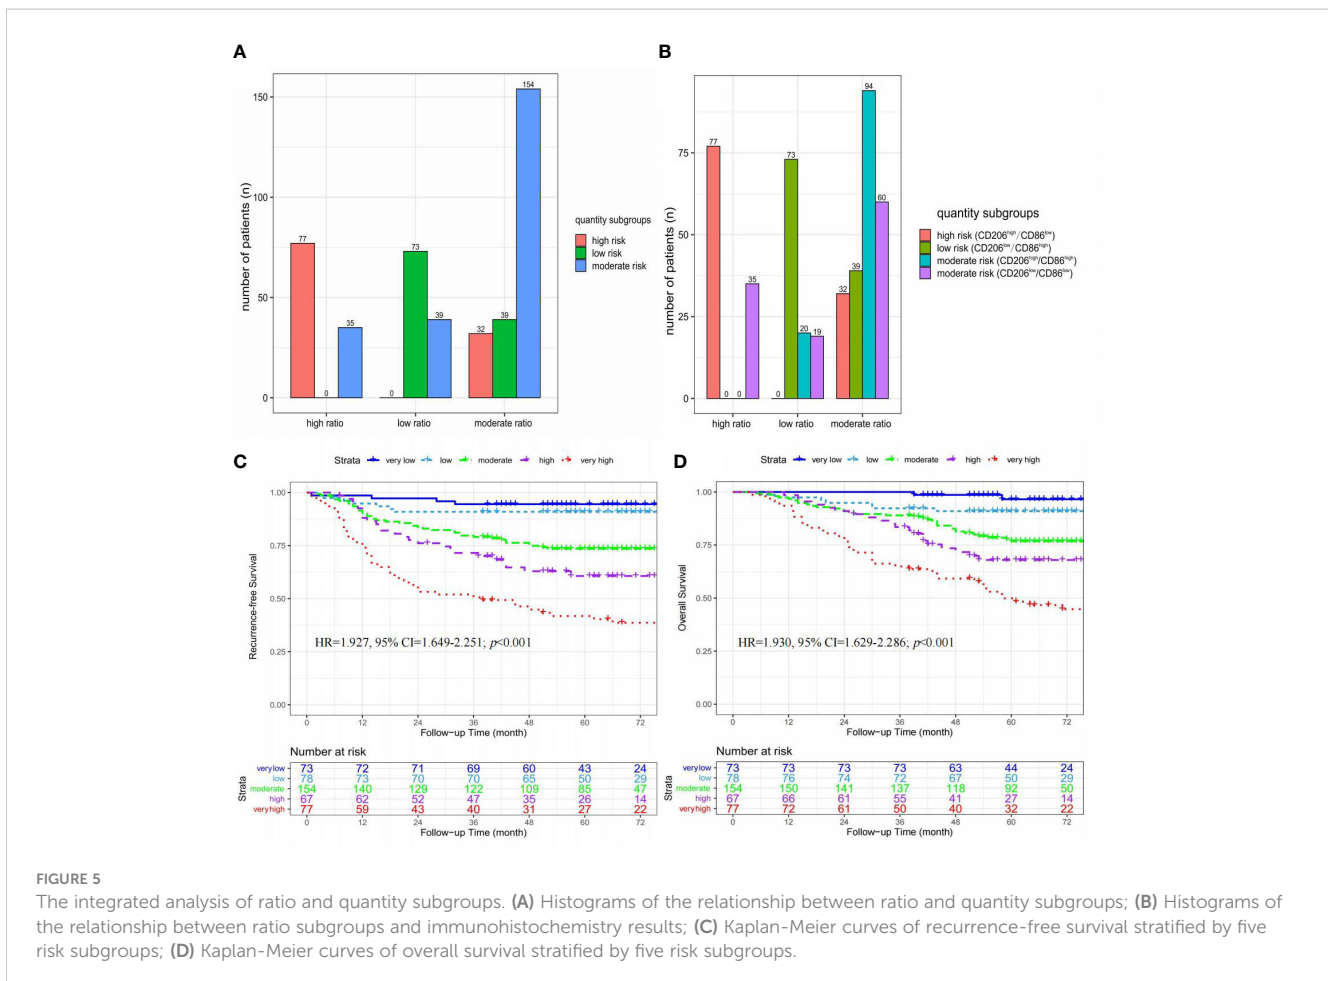 A
number of patients (n)
150
100
50
0
77
0
35
0
73
39
32
39
154
high ratio
low ratio
moderate ratio
quantity subgroups
high risk
low risk
moderate risk
B
number of patients (n)
75
50
25
0
77
0
0
35
0
73
20
19
32
39
94
60
high ratio
low ratio
moderate ratio
quantity subgroups
high risk (CD206high/CD86low)
low risk (CD206low/CD86high)
moderate risk (CD206high/CD86high)
moderate risk (CD206low/CD86low)
C
Strata very low low moderate high very high
Recurrence-free Survival
1.00
0.75
0.50
0.25
0.00
HR=1.927, 95% CI=1.649-2.251; p<0.001
0 12 24 36 48 60 72
Follow-up Time (month)
Number at risk
Strata
very low 73 72 71 69 60 43 24
low 78 73 70 70 65 50 29
moderate 154 140 129 122 109 85 47
high 67 62 52 47 35 26 14
very high 77 59 43 40 31 27 22
0 12 24 36 48 60 72
Follow-up Time (month)
D
Strata very low low moderate high very high
Overall Survival
1.00
0.75
0.50
0.25
0.00
HR=1.930, 95% CI=1.629-2.286; p<0.001
0 12 24 36 48 60 72
Follow-up Time (month)
Number at risk
Strata
very low 73 73 73 73 63 44 24
low 78 76 74 72 67 50 29
moderate 154 150 141 137 118 92 50
high 67 66 61 55 41 27 14
very high 77 72 61 50 40 32 22
0 12 24 36 48 60 72
Follow-up Time (month)
FIGURE 5
The integrated analysis of ratio and quantity subgroups. (A) Histograms of the relationship between ratio and quantity subgroups; (B) Histograms of
the relationship between ratio subgroups and immunohistochemistry results; (C) Kaplan-Meier curves of recurrence-free survival stratified by five
risk subgroups; (D) Kaplan-Meier curves of overall survival stratified by five risk subgroups.